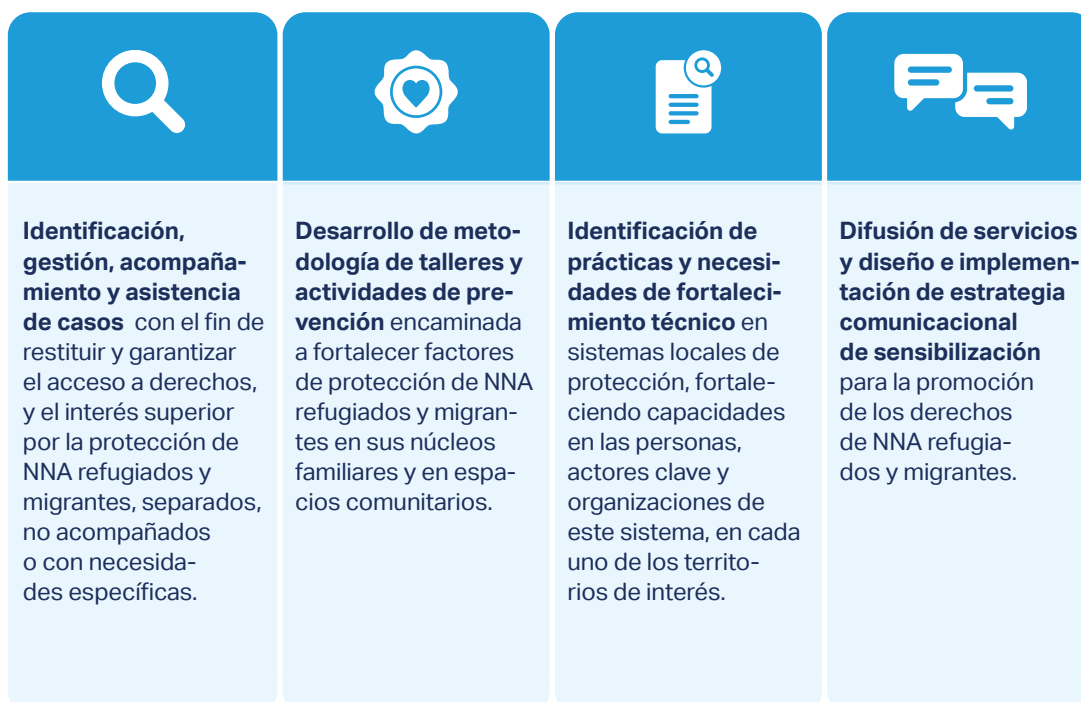 Identificación,
gestión, acompaña-
miento y asistencia
de casos con el fin de
restituir y garantizar
el acceso a derechos,
y el interés superior
por la protección de
NNA refugiados y
migrantes, separados,
no acompañados
o con necesida-
des específicas.
Desarrollo de meto-
dología de talleres y
actividades de pre-
vención encaminada
a fortalecer factores
de protección de NNA
refugiados y migran-
tes en sus núcleos
familiares y en espa-
cios comunitarios.
Identificación de
prácticas y necesi-
dades de fortaleci-
miento técnico en
sistemas locales de
protección, fortale-
ciendo capacidades
en las personas,
actores clave y
organizaciones de
este sistema, en cada
uno de los territo-
rios de interés.
Difusión de servicios
y diseño e implemen-
tación de estrategia
comunicacional
de sensibilización
para la promoción
de los derechos
de NNA refugia-
dos y migrantes.